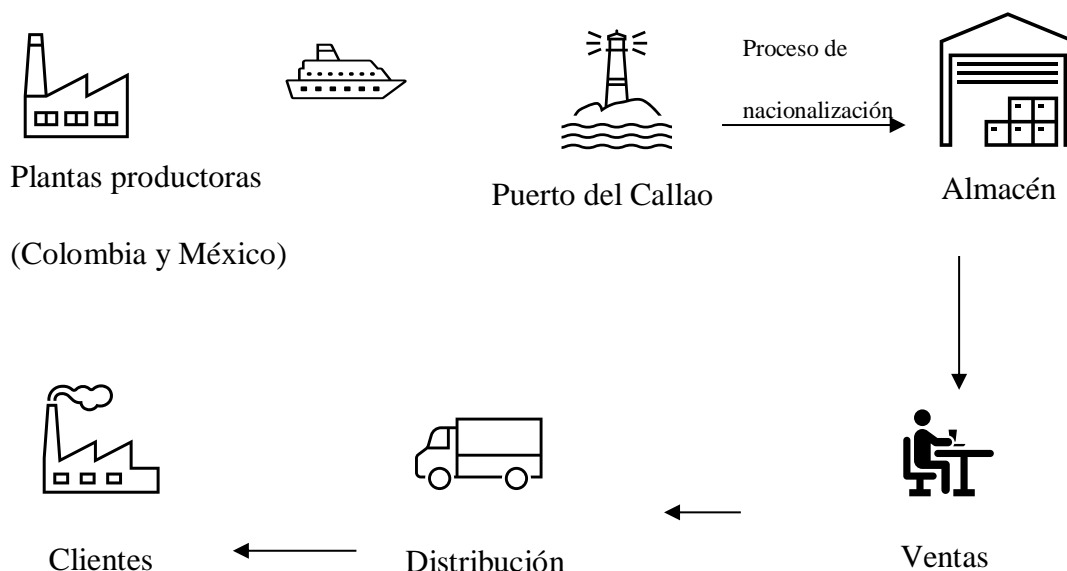 Proceso de
nacionalización
Plantas productoras
(Colombia y México)
Puerto del Callao
Almacén
Clientes
Distribución
Ventas